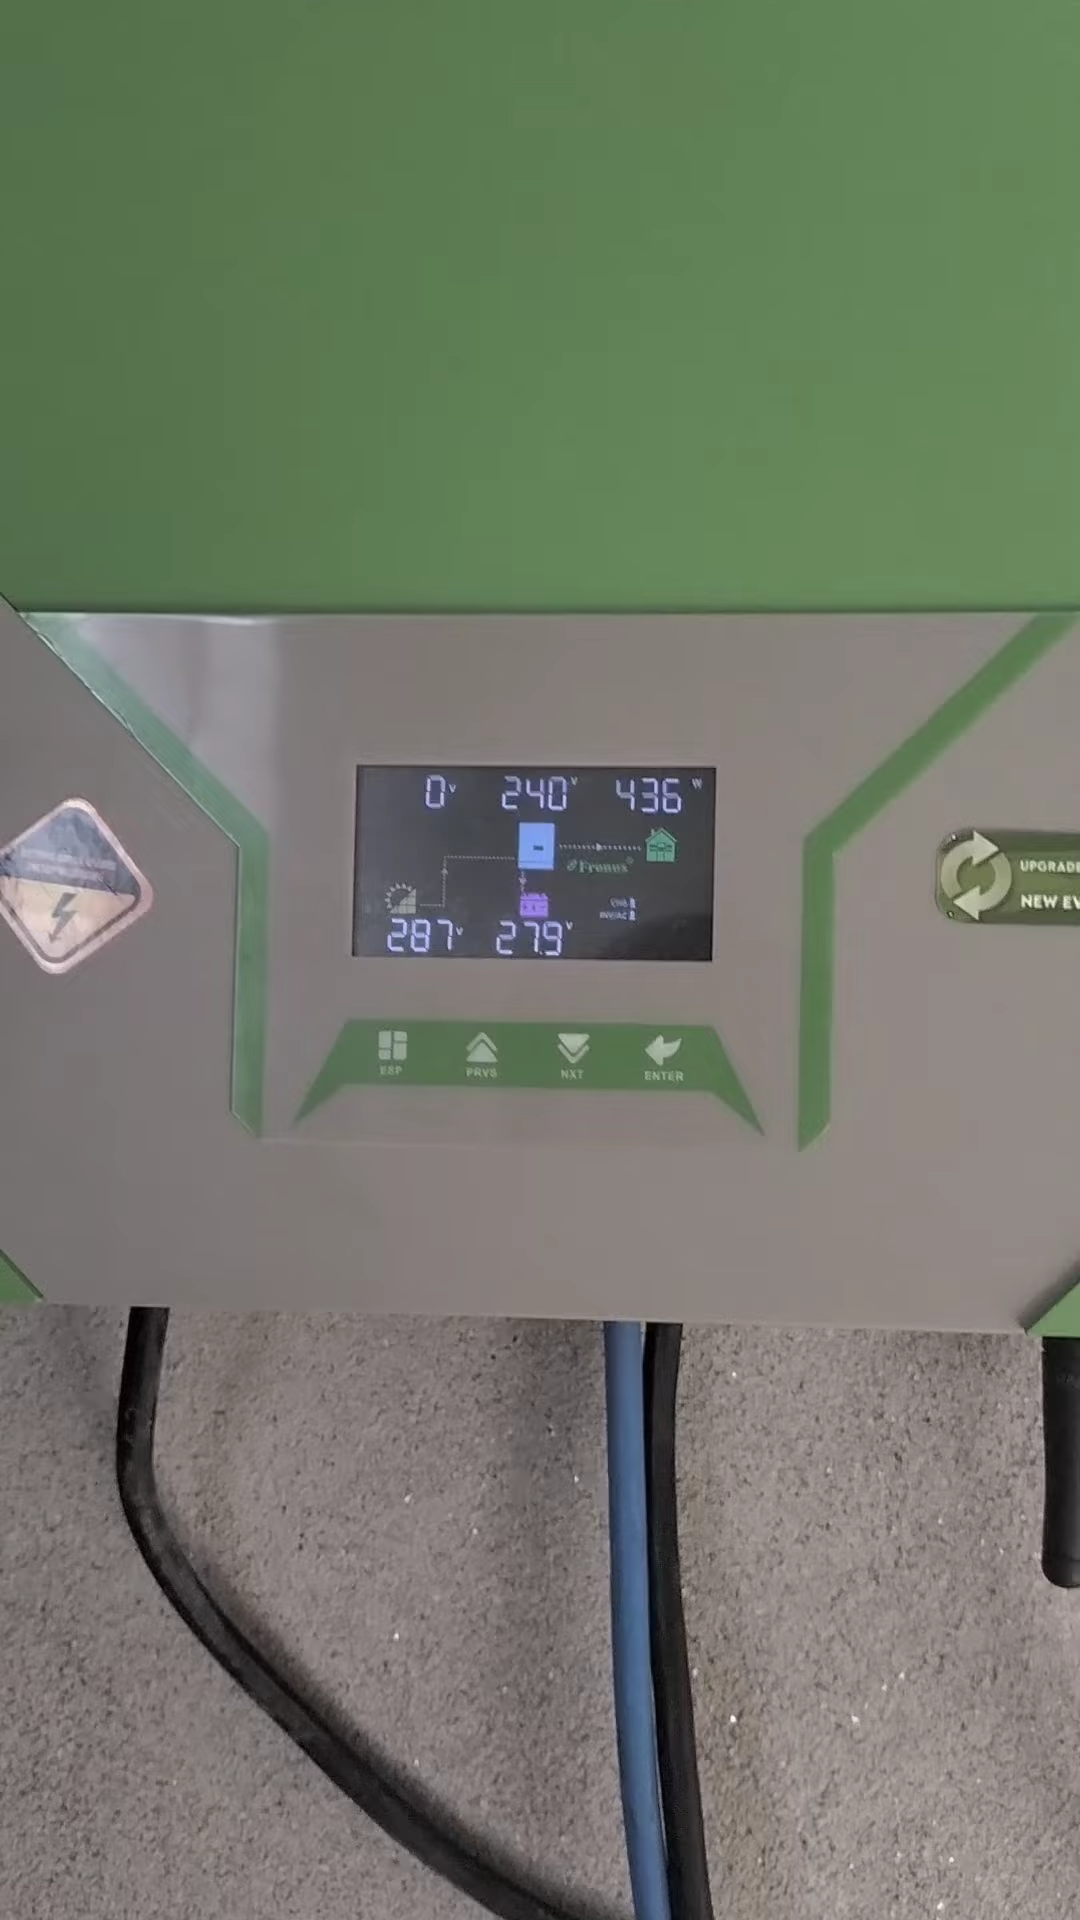 0V 240V 436W
Fronus
287V 27.9V
ESP PRVS NXT ENTER
UPGRADE
NEW EV